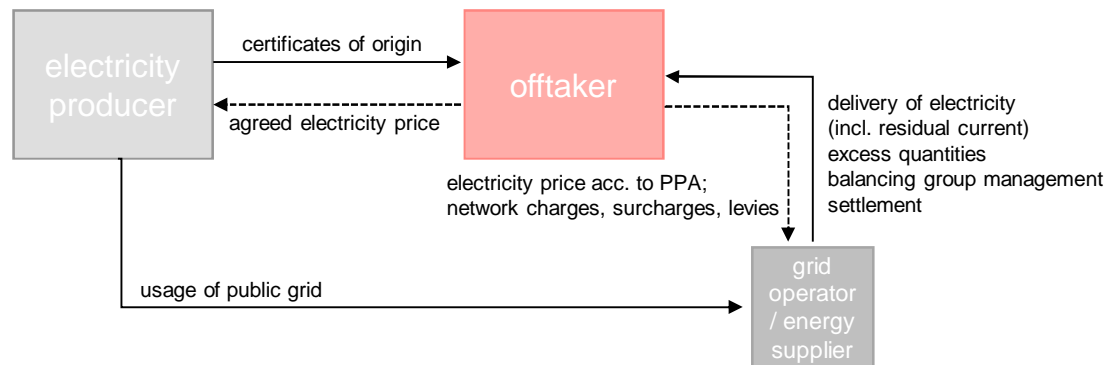 electricity
producer
certificates of origin
agreed electricity price
offtaker
delivery of electricity
(incl. residual current)
excess quantities
balancing group management
settlement
electricity price acc. to PPA;
network charges, surcharges, levies
usage of public grid
grid
operator
/ energy
supplier